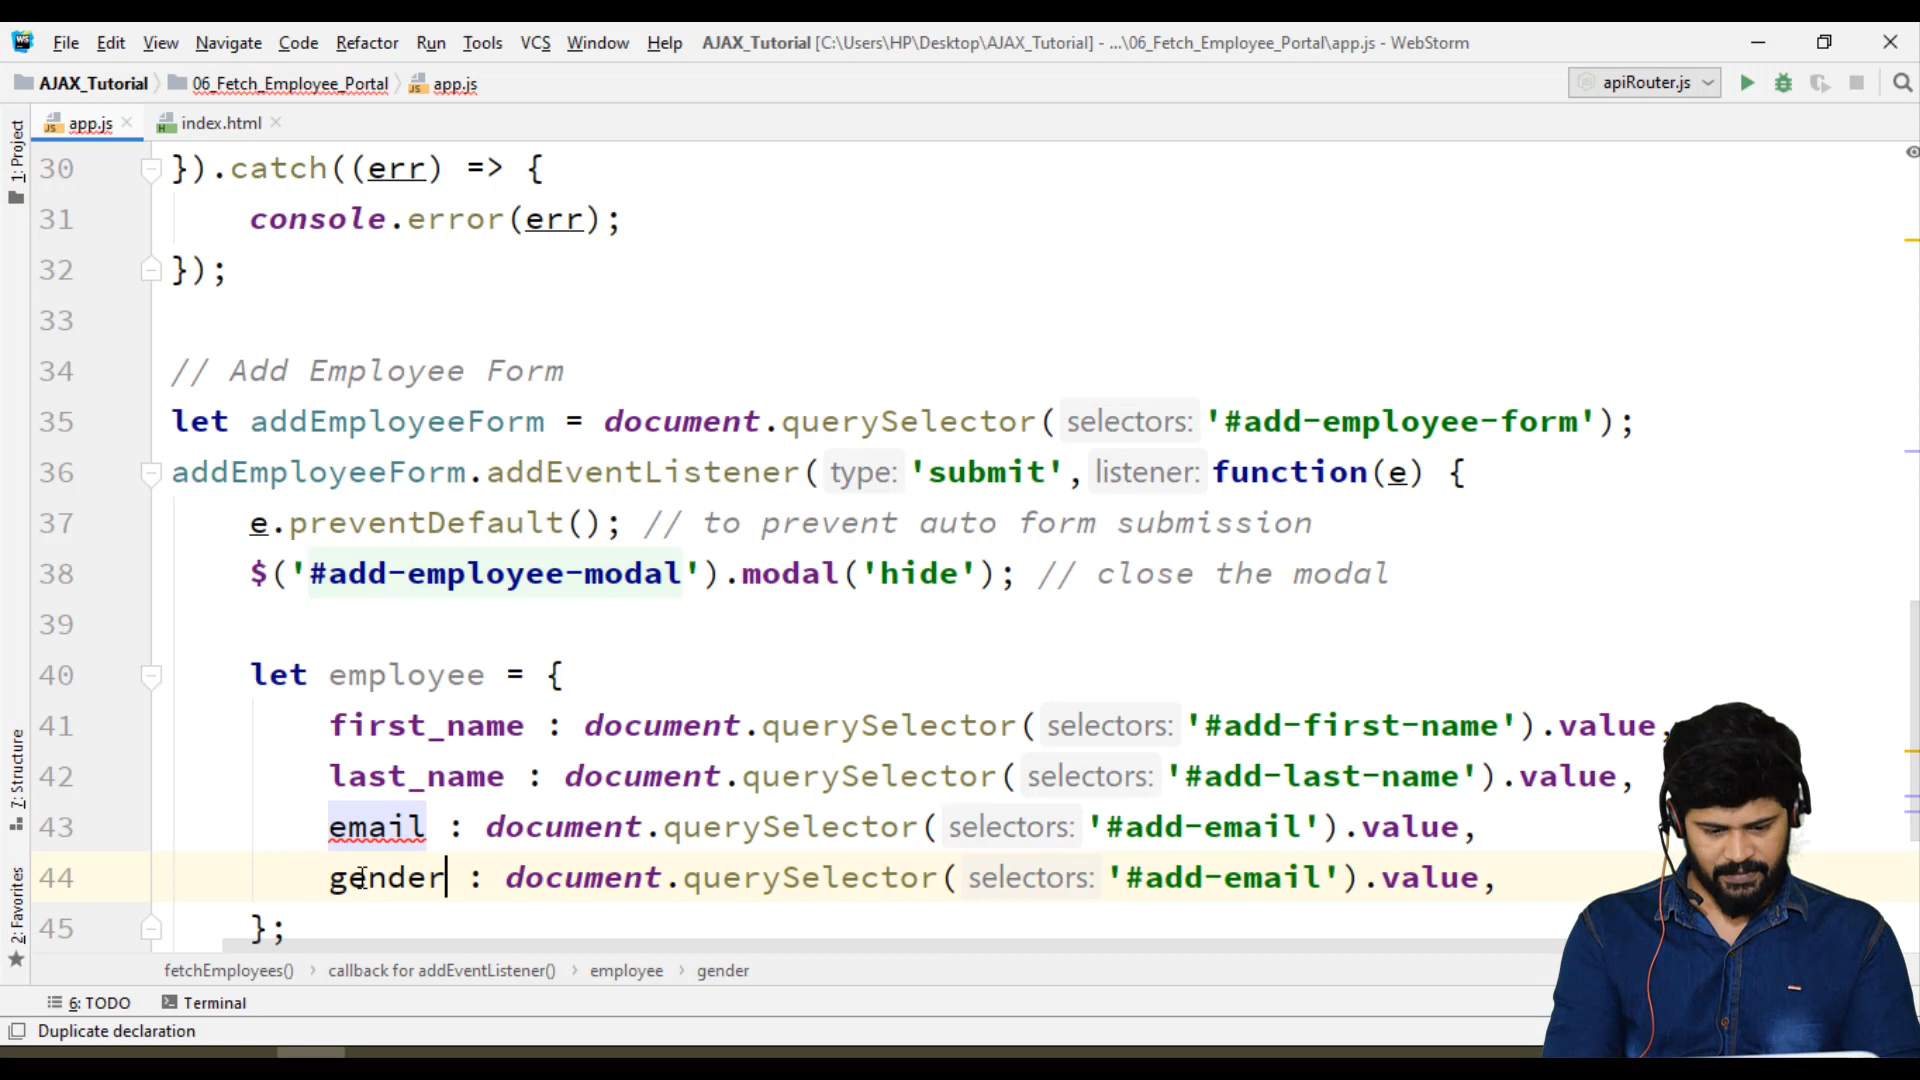 File Edit View Navigate Code Refactor Run Tools VCS Window Help AJAX_Tutorial [C:\Users\HP\Desktop\AJAX_Tutorial] - ...\06_Fetch_Employee_Portal\app.js - WebStorm
AJAX_Tutorial 06_Fetch_Employee_Portal app.js apiRouter.js
app.js index.html
1: Project
7: Structure
2: Favorites
30 }).catch((err) => {
31 console.error(err);
32 });
33
34 // Add Employee Form
35 let addEmployeeForm = document.querySelector( selectors: '#add-employee-form');
36 addEmployeeForm.addEventListener( type: 'submit', listener: function(e) {
37 e.preventDefault(); // to prevent auto form submission
38 $('#add-employee-modal').modal('hide'); // close the modal
39
40 let employee = {
41 first_name : document.querySelector( selectors: '#add-first-name').value,
42 last_name : document.querySelector( selectors: '#add-last-name').value,
43 email : document.querySelector( selectors: '#add-email').value,
44 gender : document.querySelector( selectors: '#add-email').value,
45 };
fetchEmployees() callback for addEventListener() employee gender
6: TODO Terminal
Duplicate declaration